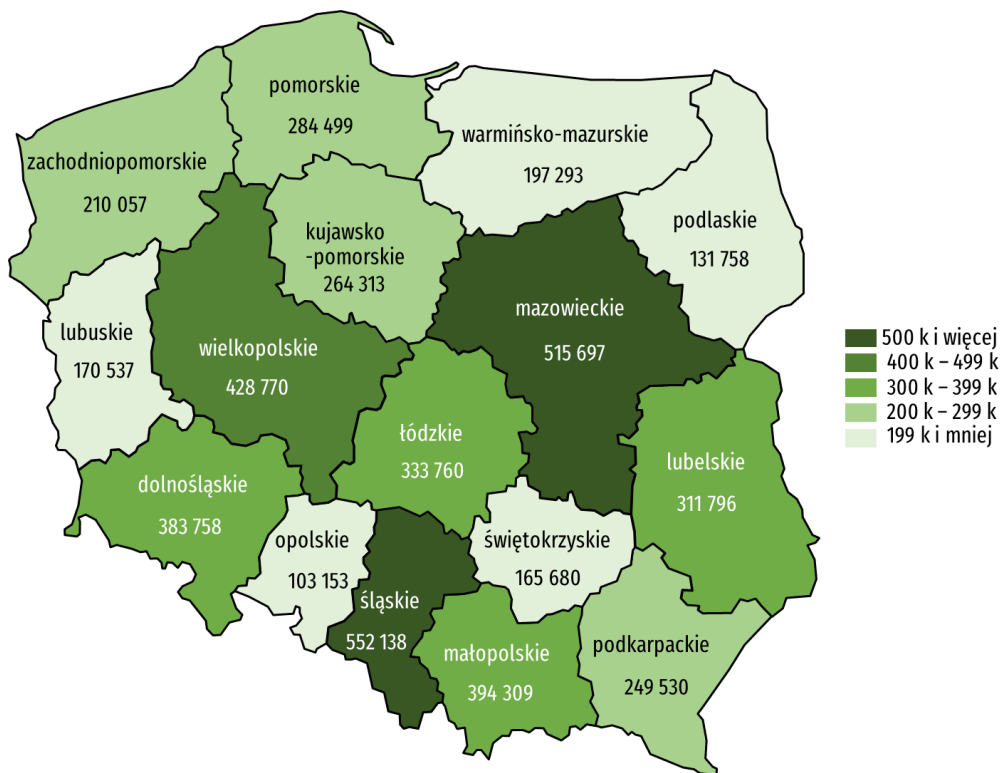 pomorskie
284 499
warmińsko-mazurskie
197 293
zachodniopomorskie
210 057
podlaskie
131 758
kujawsko
-pomorskie
264 313
mazowieckie
515 697
lubuskie
170 537
wielkopolskie
428 770
500 k i więcej
400 k – 499 k
300 k – 399 k
200 k – 299 k
199 k i mniej
łódzkie
333 760
lubelskie
311 796
dolnośląskie
383 758
opolskie
103 153
świętokrzyskie
165 680
śląskie
552 138
małopolskie
394 309
podkarpackie
249 530